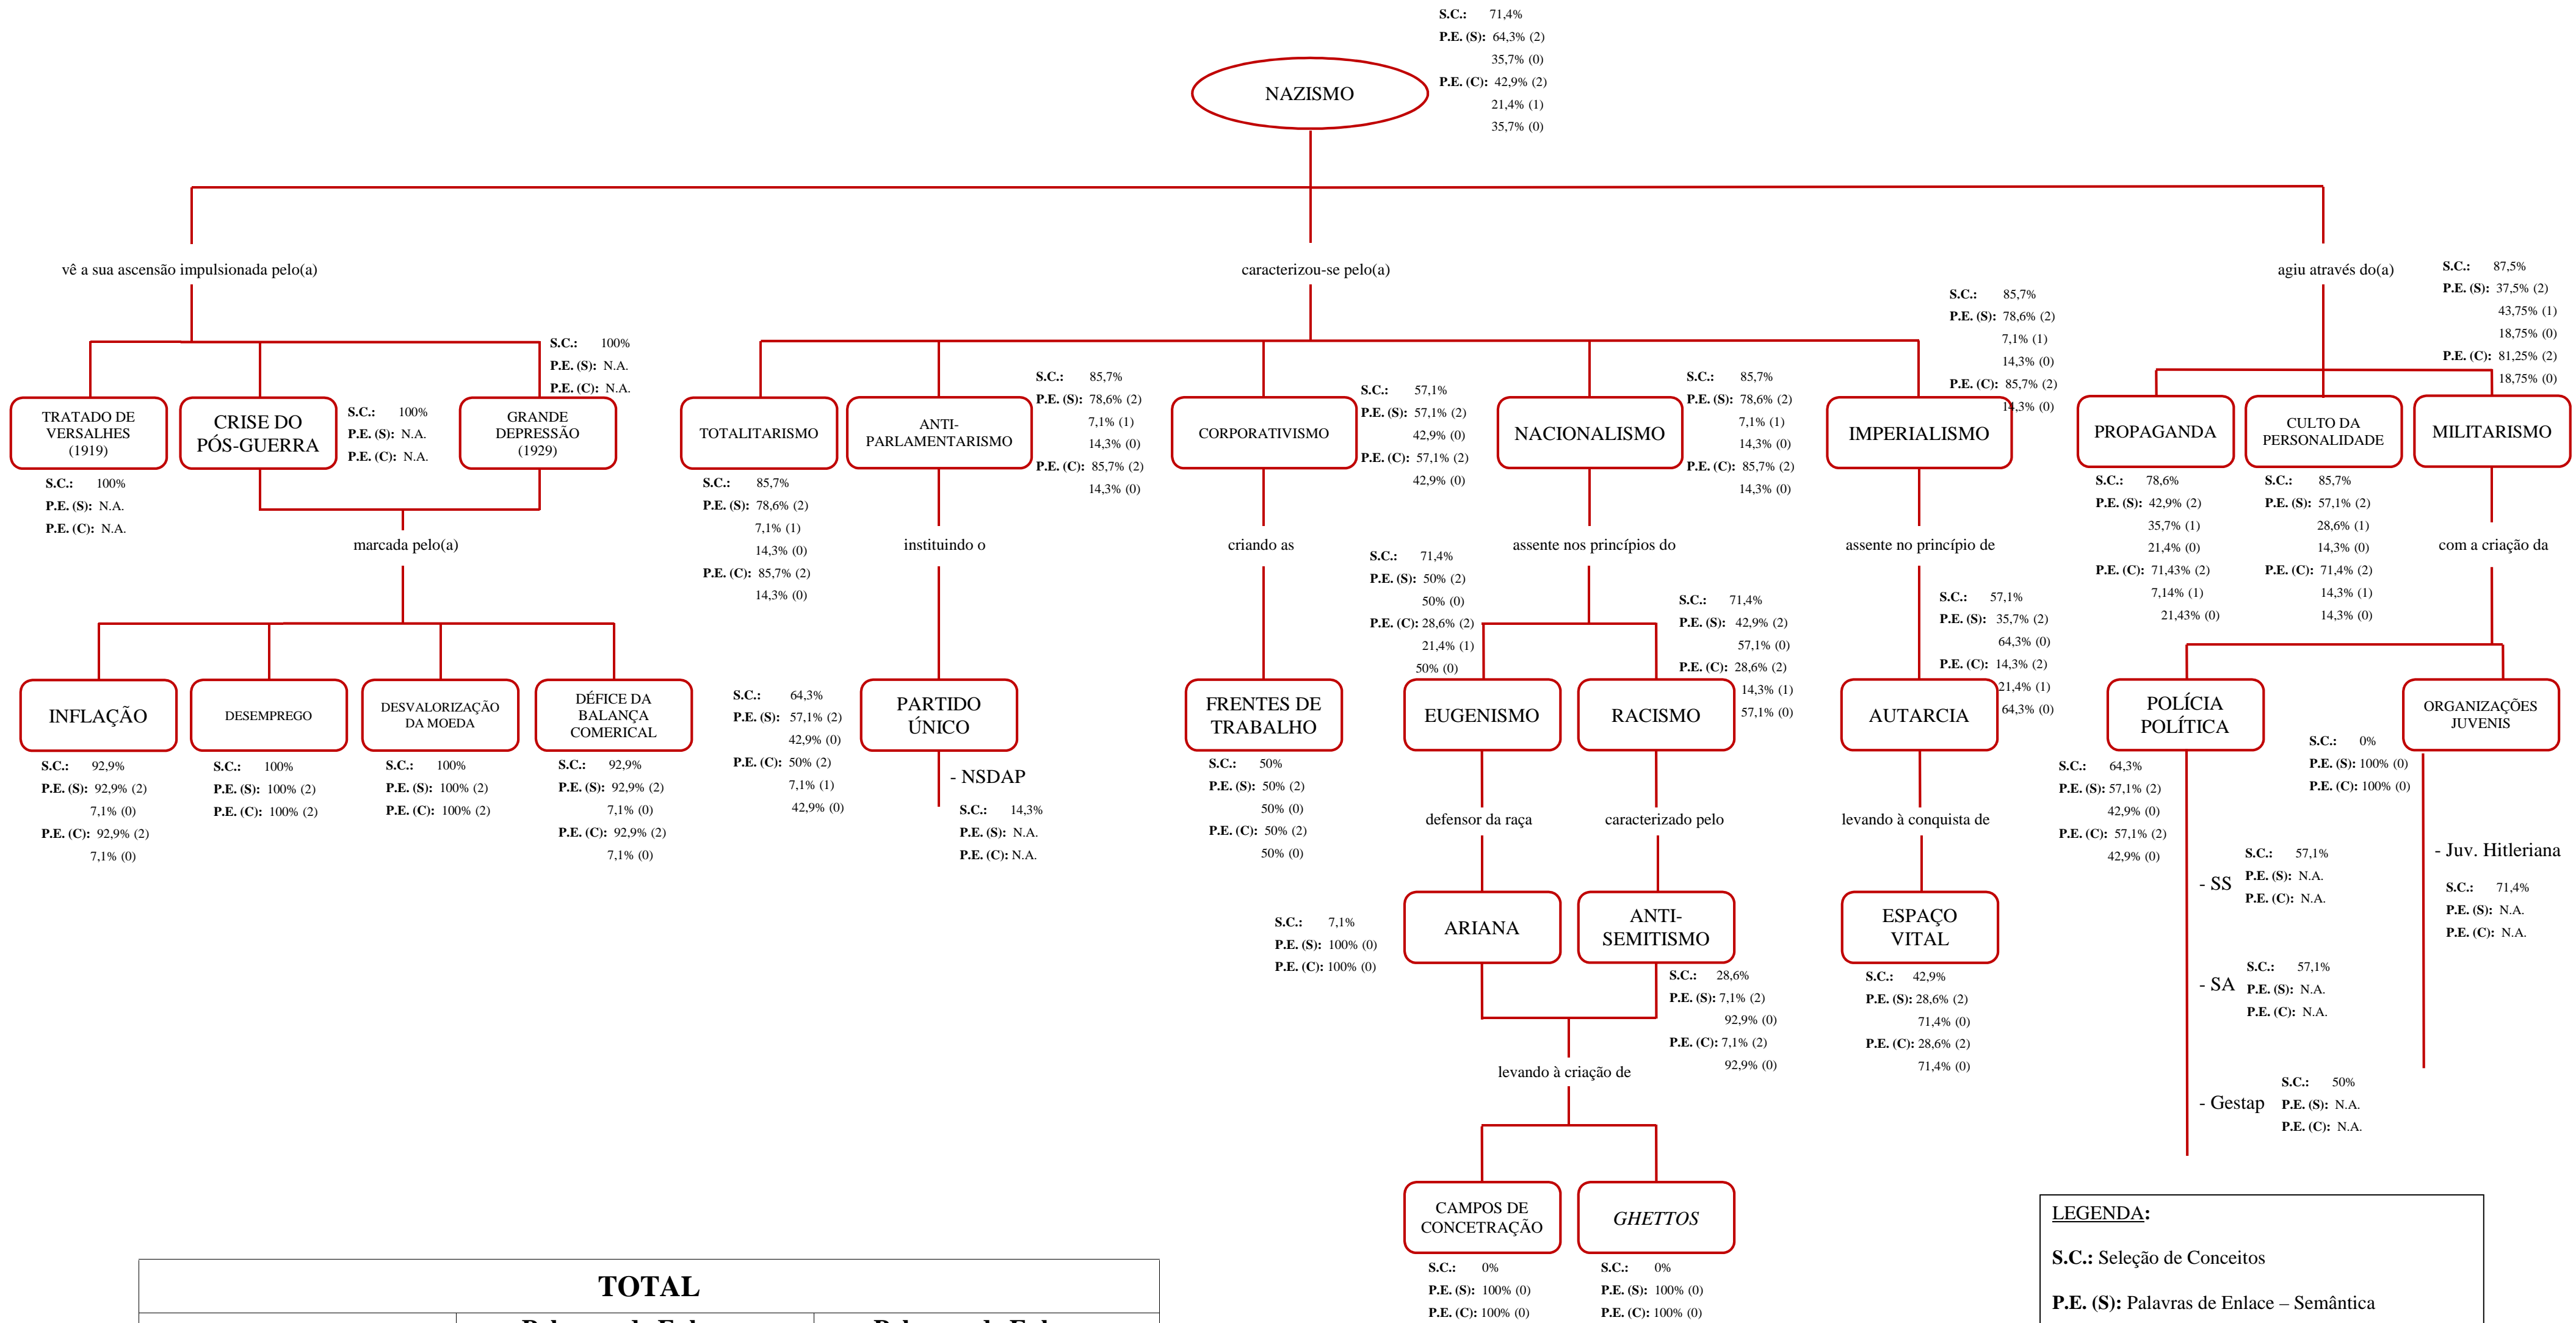 S.C.: 71,4%
P.E. (S): 64,3% (2)
35,7% (0)
P.E. (C): 42,9% (2)
21,4% (1)
35,7% (0)
NAZISMO
vê a sua ascensão impulsionada pelo(a)
caracterizou-se pelo(a)
agiu através do(a)
S.C.: 100%
P.E. (S): N.A.
P.E. (C): N.A.
TRATADO DE
VERSALHES
(1919)
S.C.: 100%
P.E. (S): N.A.
P.E. (C): N.A.
CRISE DO
PÓS-GUERRA
S.C.: 100%
P.E. (S): N.A.
P.E. (C): N.A.
GRANDE
DEPRESSÃO
(1929)
TOTALITARISMO
S.C.: 85,7%
P.E. (S): 78,6% (2)
7,1% (1)
14,3% (0)
P.E. (C): 85,7% (2)
14,3% (0)
ANTI-
PARLAMENTARISMO
S.C.: 85,7%
P.E. (S): 78,6% (2)
7,1% (1)
14,3% (0)
P.E. (C): 85,7% (2)
14,3% (0)
CORPORATIVISMO
S.C.: 57,1%
P.E. (S): 57,1% (2)
42,9% (0)
P.E. (C): 57,1% (2)
42,9% (0)
NACIONALISMO
S.C.: 85,7%
P.E. (S): 78,6% (2)
7,1% (1)
14,3% (0)
P.E. (C): 85,7% (2)
14,3% (0)
IMPERIALISMO
S.C.: 85,7%
P.E. (S): 78,6% (2)
7,1% (1)
14,3% (0)
P.E. (C): 85,7% (2)
14,3% (0)
PROPAGANDA
S.C.: 78,6%
P.E. (S): 42,9% (2)
35,7% (1)
21,4% (0)
P.E. (C): 71,43% (2)
7,14% (1)
21,43% (0)
CULTO DA
PERSONALIDADE
S.C.: 85,7%
P.E. (S): 57,1% (2)
28,6% (1)
14,3% (0)
P.E. (C): 71,4% (2)
14,3% (1)
14,3% (0)
MILITARISMO
S.C.: 87,5%
P.E. (S): 37,5% (2)
43,75% (1)
18,75% (0)
P.E. (C): 81,25% (2)
18,75% (0)
marcada pelo(a)
instituindo o
criando as
assente nos princípios do
assente no princípio de
com a criação da
INFLAÇÃO
S.C.: 92,9%
P.E. (S): 92,9% (2)
7,1% (0)
P.E. (C): 92,9% (2)
7,1% (0)
DESEMPREGO
S.C.: 100%
P.E. (S): 100% (2)
P.E. (C): 100% (2)
DESVALORIZAÇÃO
DA MOEDA
S.C.: 100%
P.E. (S): 100% (2)
P.E. (C): 100% (2)
DÉFICE DA
BALANÇA
COMERICAL
S.C.: 92,9%
P.E. (S): 92,9% (2)
7,1% (0)
P.E. (C): 92,9% (2)
7,1% (0)
S.C.: 64,3%
P.E. (S): 57,1% (2)
42,9% (0)
P.E. (C): 50% (2)
7,1% (1)
42,9% (0)
PARTIDO
ÚNICO
- NSDAP
S.C.: 14,3%
P.E. (S): N.A.
P.E. (C): N.A.
FRENTES DE
TRABALHO
S.C.: 50%
P.E. (S): 50% (2)
50% (0)
P.E. (C): 50% (2)
50% (0)
S.C.: 71,4%
P.E. (S): 50% (2)
50% (0)
P.E. (C): 28,6% (2)
21,4% (1)
50% (0)
EUGENISMO
S.C.: 71,4%
P.E. (S): 42,9% (2)
57,1% (0)
P.E. (C): 28,6% (2)
14,3% (1)
57,1% (0)
RACISMO
S.C.: 57,1%
P.E. (S): 35,7% (2)
64,3% (0)
P.E. (C): 14,3% (2)
21,4% (1)
64,3% (0)
AUTARCIA
POLÍCIA
POLÍTICA
S.C.: 64,3%
P.E. (S): 57,1% (2)
42,9% (0)
P.E. (C): 57,1% (2)
42,9% (0)
ORGANIZAÇÕES
JUVENIS
S.C.: 0%
P.E. (S): 100% (0)
P.E. (C): 100% (0)
defensor da raça
caracterizado pelo
levando à conquista de
- Juv. Hitleriana
S.C.: 71,4%
P.E. (S): N.A.
P.E. (C): N.A.
- SS
S.C.: 57,1%
P.E. (S): N.A.
P.E. (C): N.A.
- SA
S.C.: 57,1%
P.E. (S): N.A.
P.E. (C): N.A.
- Gestap
S.C.: 50%
P.E. (S): N.A.
P.E. (C): N.A.
S.C.: 7,1%
P.E. (S): 100% (0)
P.E. (C): 100% (0)
ARIANA
ANTI-
SEMITISMO
S.C.: 28,6%
P.E. (S): 7,1% (2)
92,9% (0)
P.E. (C): 7,1% (2)
92,9% (0)
ESPAÇO
VITAL
S.C.: 42,9%
P.E. (S): 28,6% (2)
71,4% (0)
P.E. (C): 28,6% (2)
71,4% (0)
levando à criação de
CAMPOS DE
CONCETRAÇÃO
S.C.: 0%
P.E. (S): 100% (0)
P.E. (C): 100% (0)
GHETTOS
S.C.: 0%
P.E. (S): 100% (0)
P.E. (C): 100% (0)
TOTAL
LEGENDA:
S.C.: Seleção de Conceitos
P.E. (S): Palavras de Enlace – Semântica